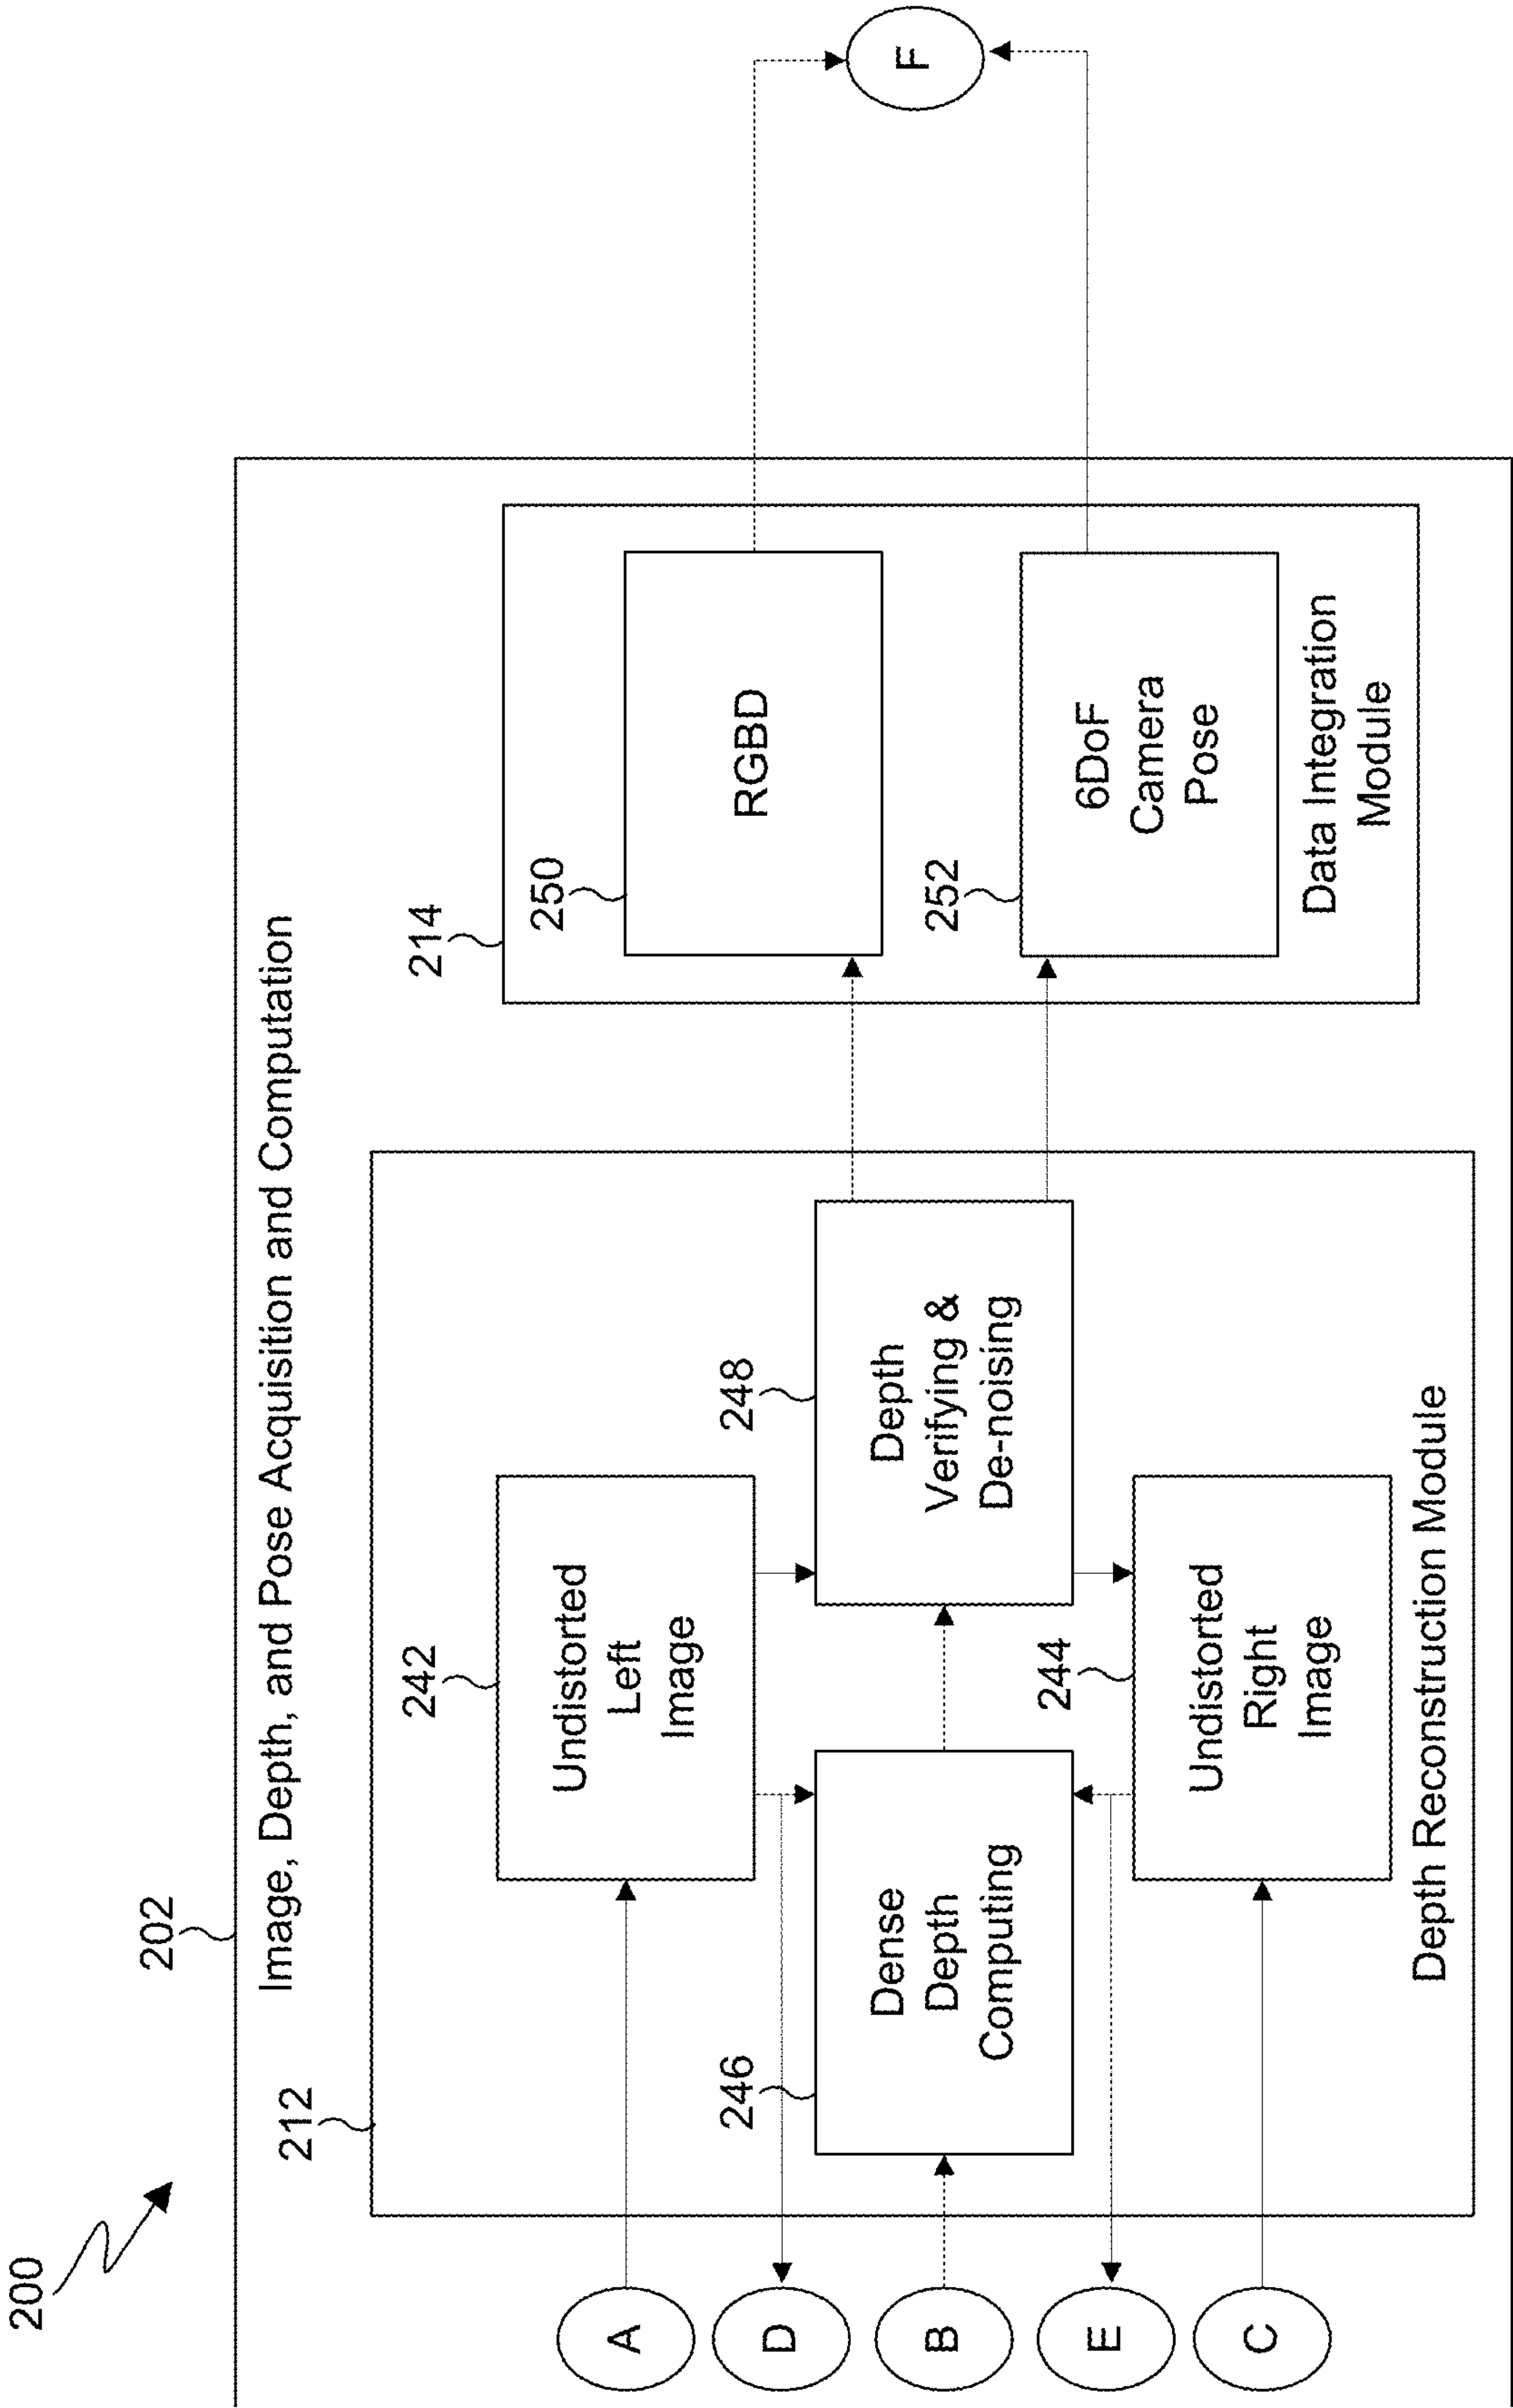 200
202
Image, Depth, and Pose Acquisition and Computation
212
242
Undistorted
Left
Image
246
Dense
Depth
Computing
248
Depth
Verifying &
De-noising
244
Undistorted
Right
Image
Depth Reconstruction Module
214
250
RGBD
252
6DoF
Camera
Pose
Data Integration
Module
A
D
B
E
C
F